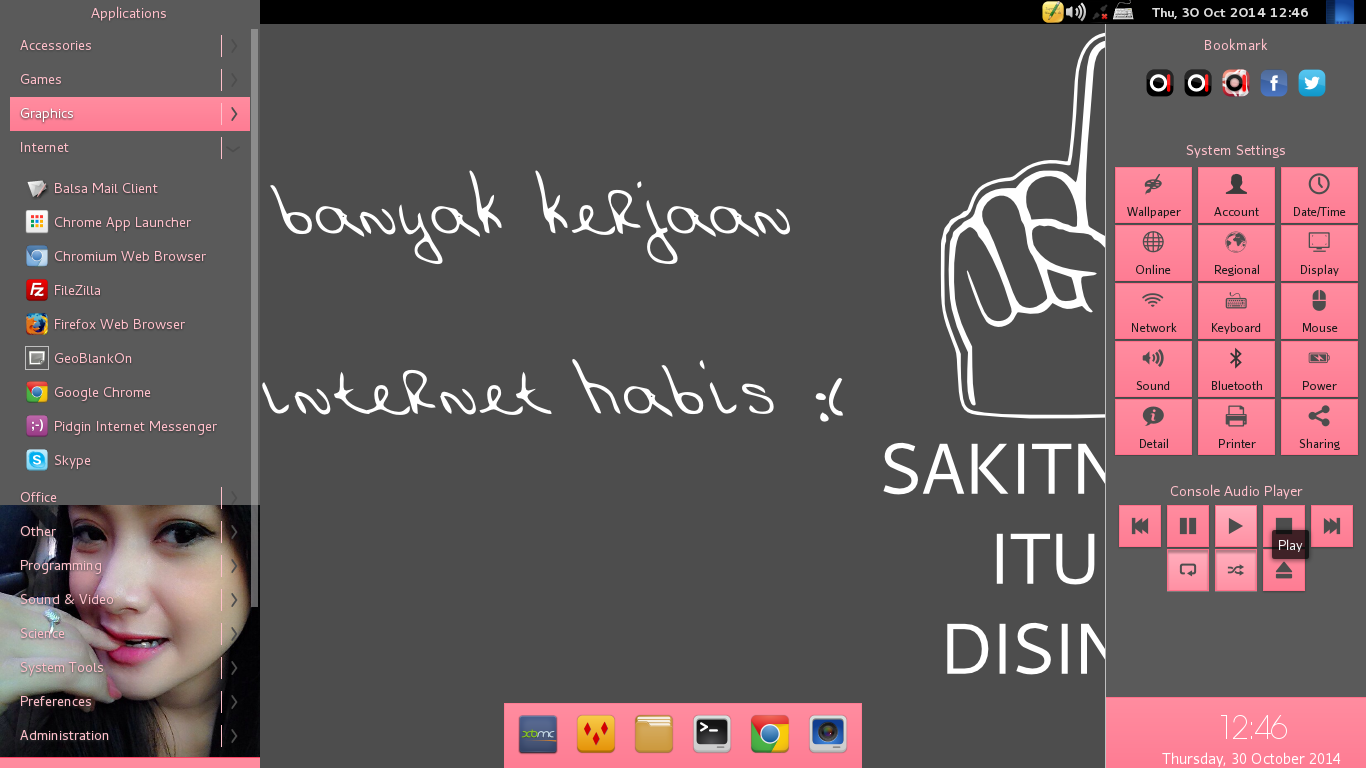 Applications
Accessories
Games
Graphics
Internet
Balsa Mail Client
Chrome App Launcher
Chromium Web Browser
FileZilla
Firefox Web Browser
GeoBlankOn
Google Chrome
Pidgin Internet Messenger
Skype
Office
Other
Programming
Sound & Video
Science
System Tools
Preferences
Administration
banyak kerjaan
internet habis :(
SAKITN
ITU
DISIN
xbmc
Thu, 30 Oct 2014 12:46
Bookmark
System Settings
Wallpaper Account Date/Time
Online Regional Display
Network Keyboard Mouse
Sound Bluetooth Power
Detail Printer Sharing
Console Audio Player
Play
12:46
Thursday, 30 October 2014